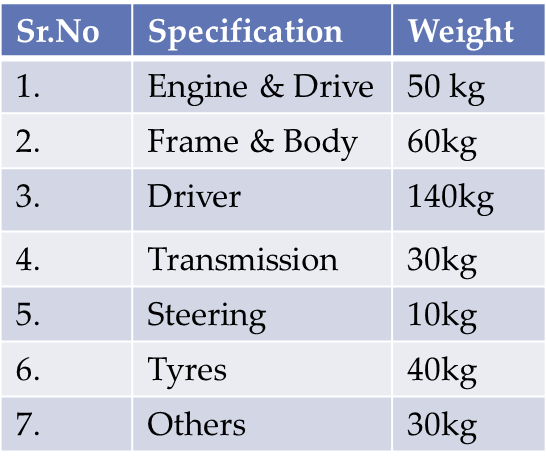 Sr.No Specification Weight
1. Engine & Drive 50 kg
2. Frame & Body 60kg
3. Driver 140kg
4. Transmission 30kg
5. Steering 10kg
6. Tyres 40kg
7. Others 30kg